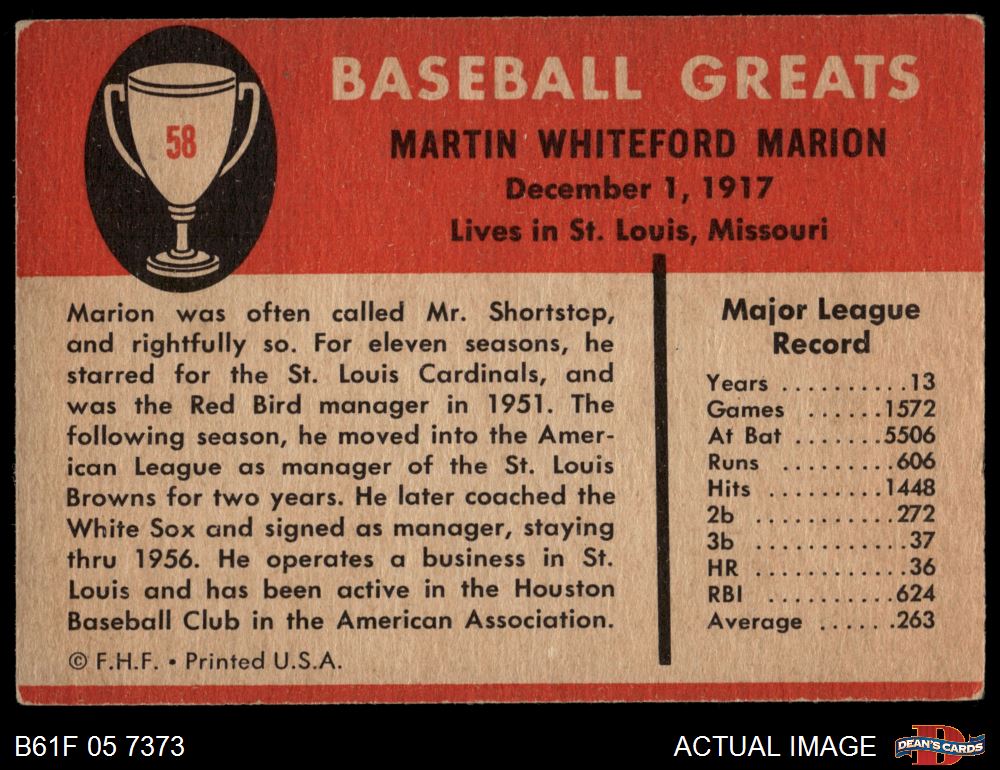 58
BASEBALL GREATS
MARTIN WHITEFORD MARION
December 1, 1917
Lives in St. Louis, Missouri
Marion was often called Mr. Shortstop,
and rightfully so. For eleven seasons, he
starred for the St. Louis Cardinals, and
was the Red Bird manager in 1951. The
following season, he moved into the Amer-
ican League as manager of the St. Louis
Browns for two years. He later coached the
White Sox and signed as manager, staying
thru 1956. He operates a business in St.
Louis and has been active in the Houston
Baseball Club in the American Association.
© F.H.F. • Printed U.S.A.
Major League
Record
Years ..........13
Games ......1572
At Bat .......5506
Runs .........606
Hits .........1448
2b ...........272
3b ............37
HR ............36
RBI ..........624
Average ......263
B61F 05 7373
ACTUAL IMAGE
D
DEAN'S CARDS